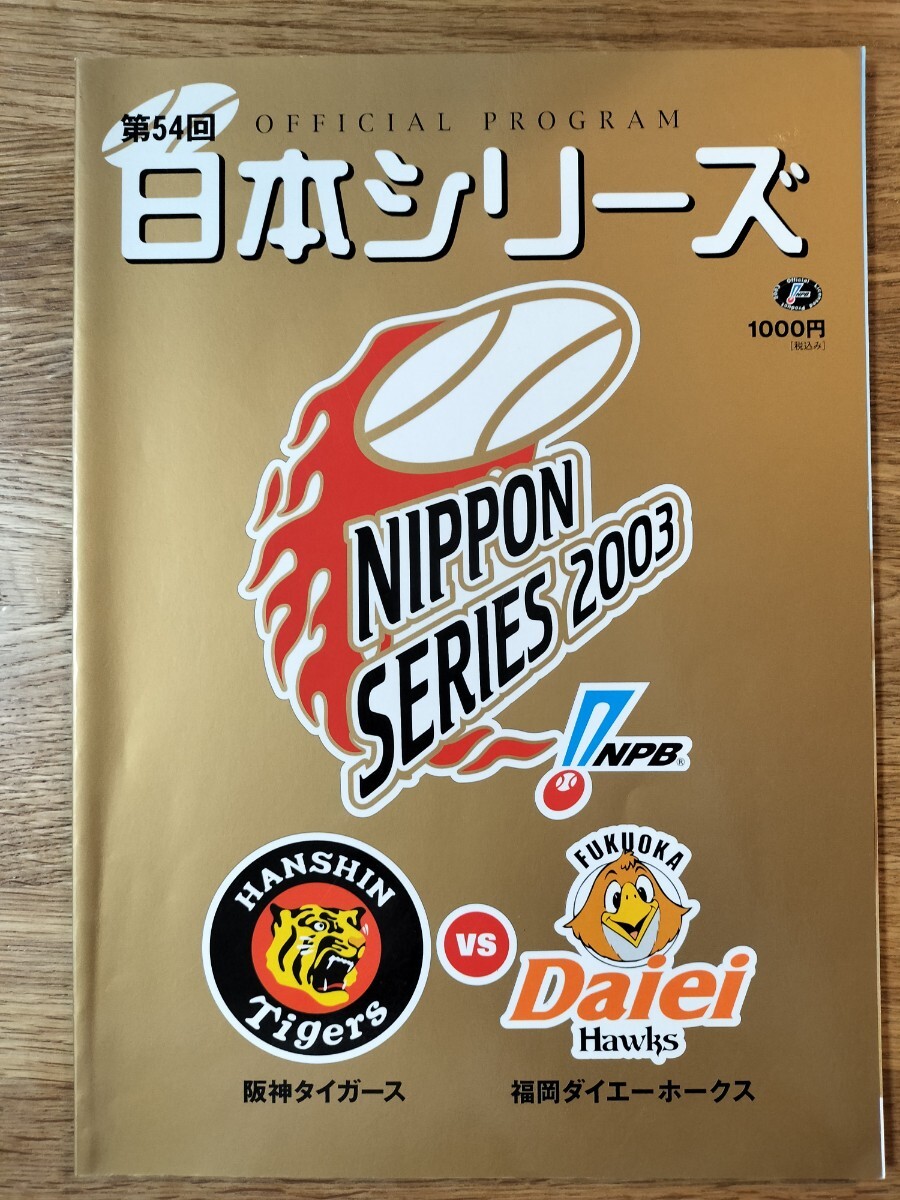 第54回 OFFICIAL PROGRAM
日本シリーズ
NPB
1000円
[税込み]
NIPPON
SERIES 2003
NPB®
HANSHIN
Tigers
vs
FUKUOKA
Daiei
Hawks
阪神タイガース 福岡ダイエーホークス